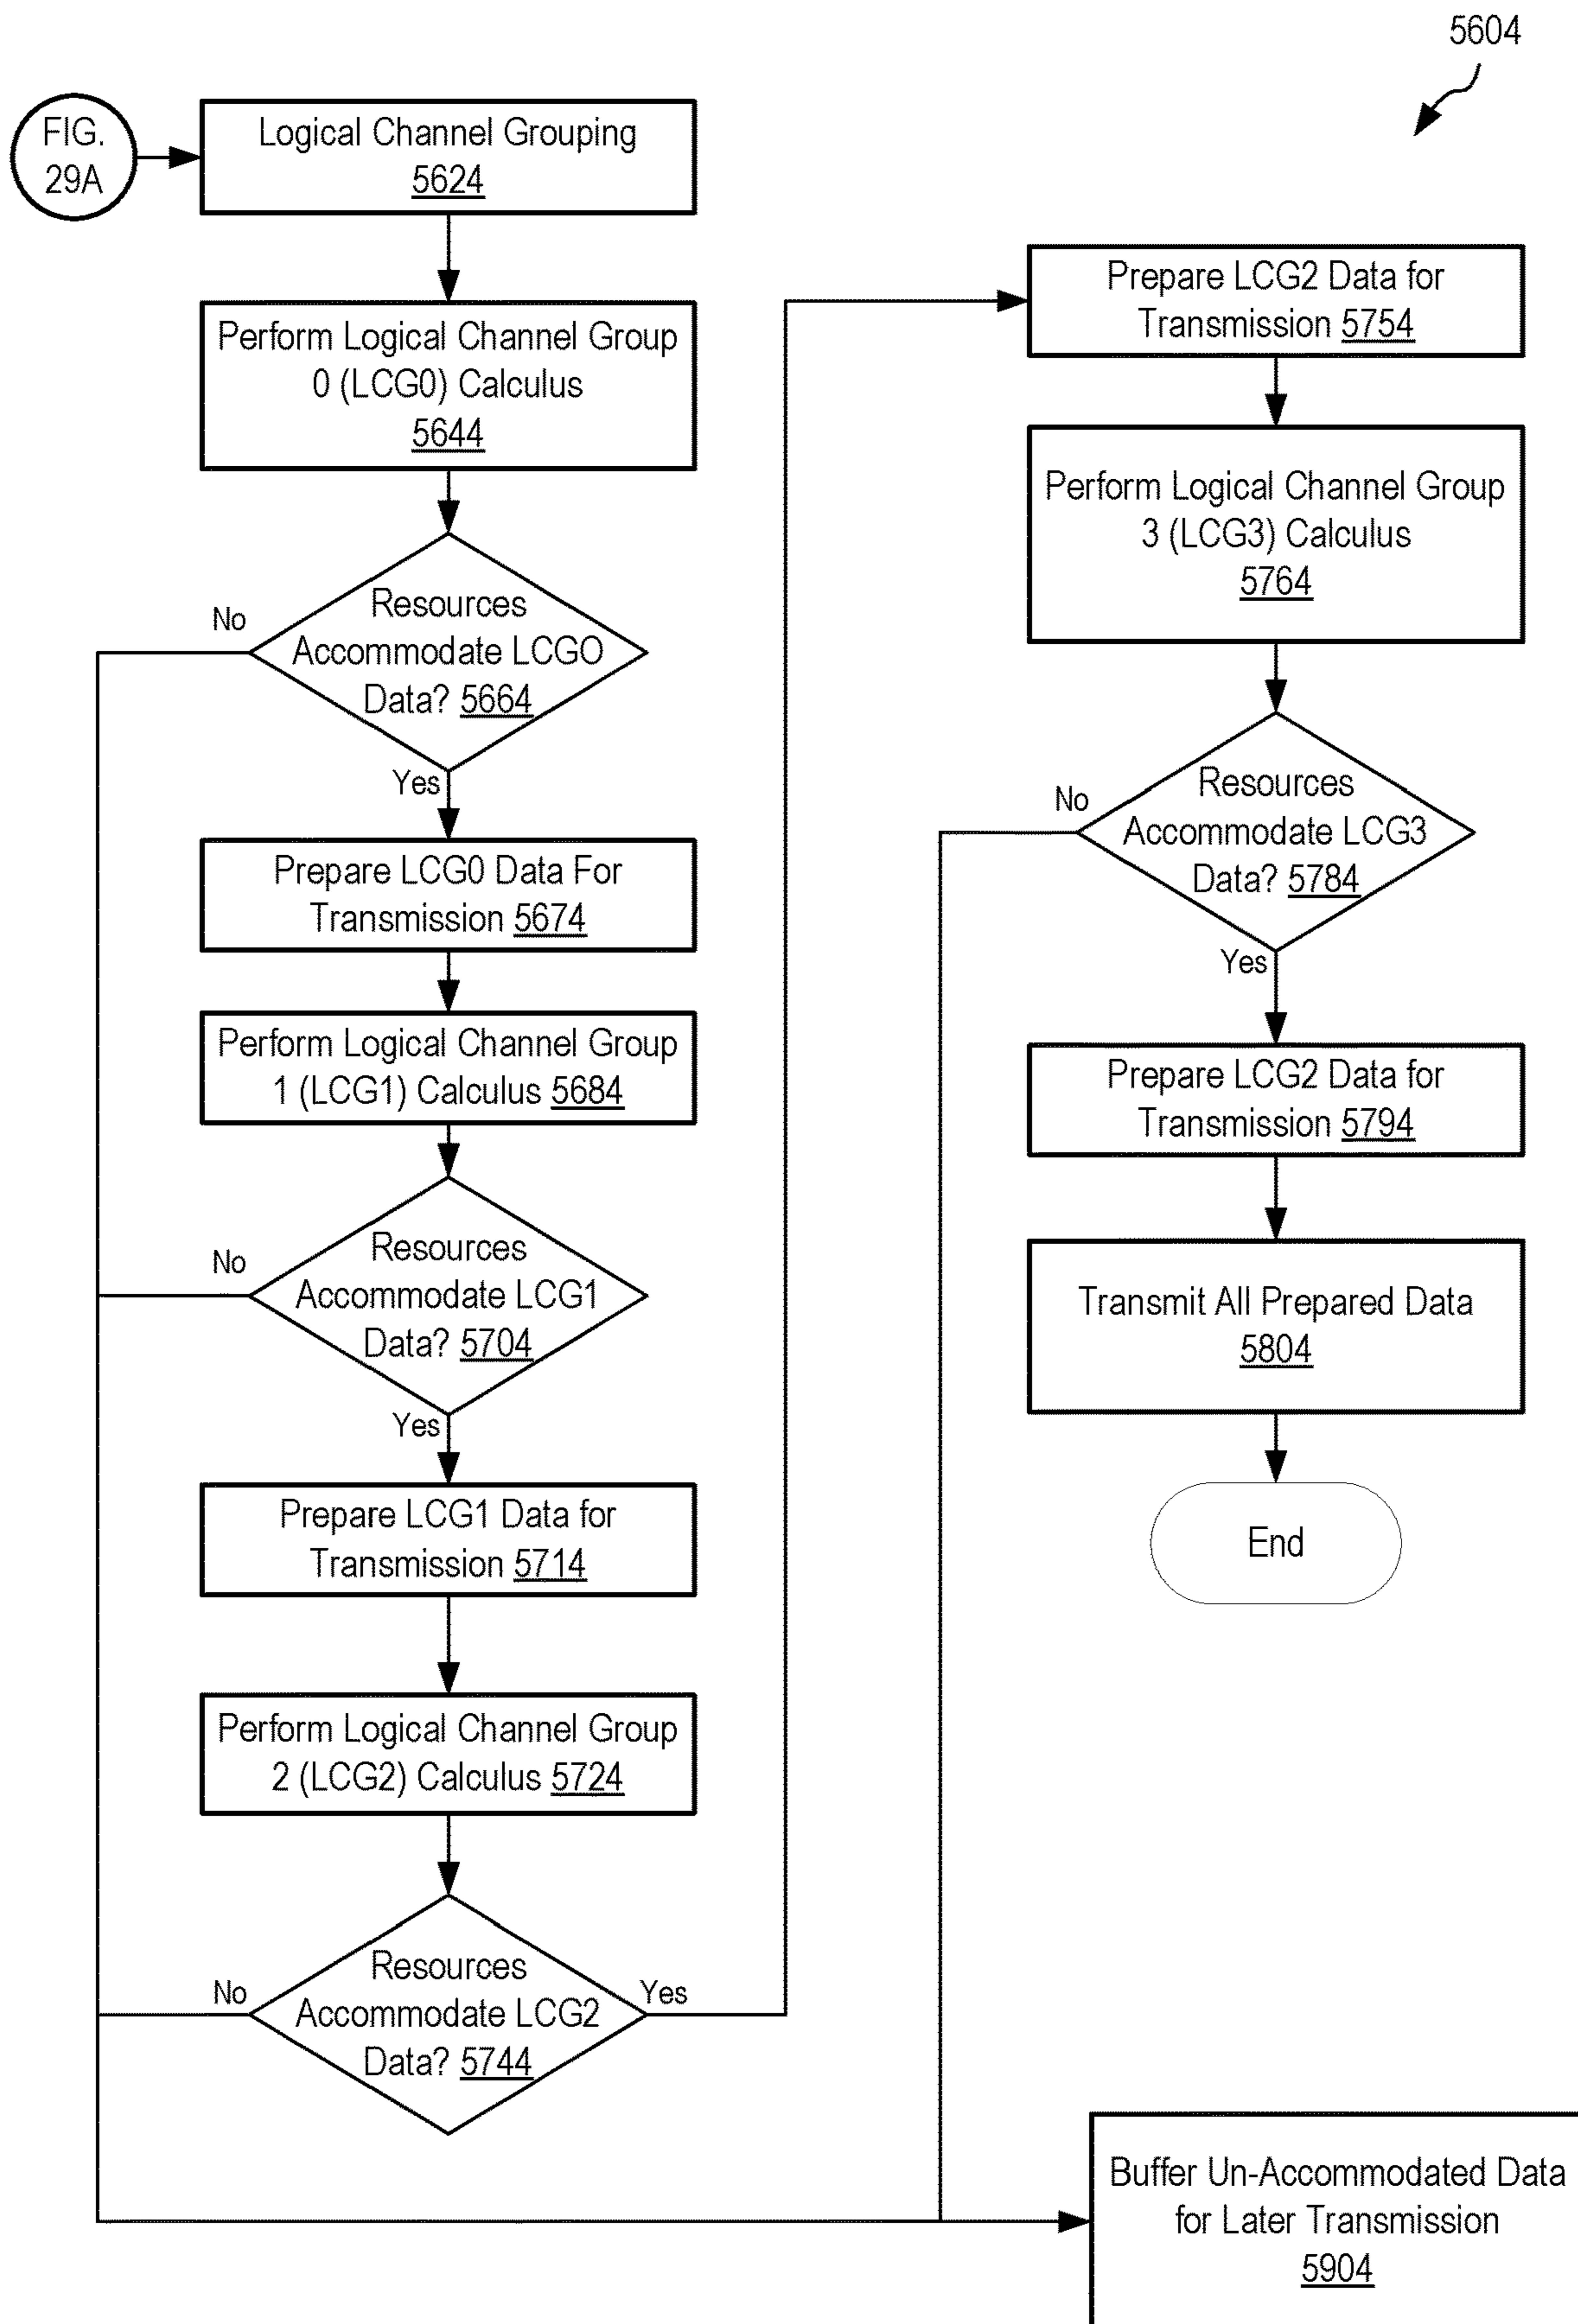 5604
FIG.
29A
Logical Channel Grouping
5624
Perform Logical Channel Group
0 (LCG0) Calculus
5644
No
Resources
Accommodate LCGO
Data? 5664
Yes
Prepare LCG0 Data For
Transmission 5674
Perform Logical Channel Group
1 (LCG1) Calculus 5684
No
Resources
Accommodate LCG1
Data? 5704
Yes
Prepare LCG1 Data for
Transmission 5714
Perform Logical Channel Group
2 (LCG2) Calculus 5724
No
Resources
Accommodate LCG2
Data? 5744
Yes
Prepare LCG2 Data for
Transmission 5754
Perform Logical Channel Group
3 (LCG3) Calculus
5764
No
Resources
Accommodate LCG3
Data? 5784
Yes
Prepare LCG2 Data for
Transmission 5794
Transmit All Prepared Data
5804
End
Buffer Un-Accommodated Data
for Later Transmission
5904